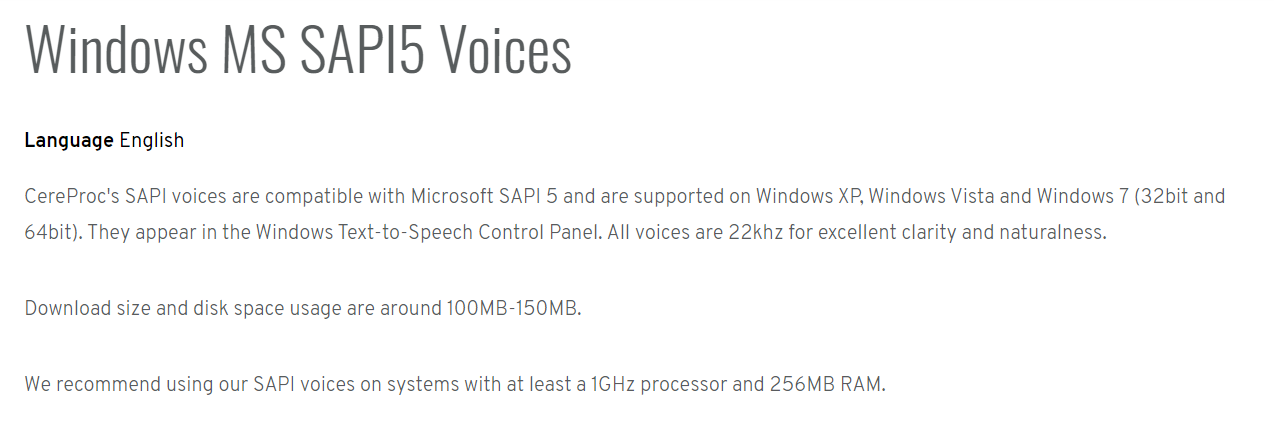 Windows MS SAPI5 Voices
Language English
CereProc's SAPI voices are compatible with Microsoft SAPI 5 and are supported on Windows XP, Windows Vista and Windows 7 (32bit and
64bit). They appear in the Windows Text-to-Speech Control Panel. All voices are 22khz for excellent clarity and naturalness.
Download size and disk space usage are around 100MB-150MB.
We recommend using our SAPI voices on systems with at least a 1GHz processor and 256MB RAM.